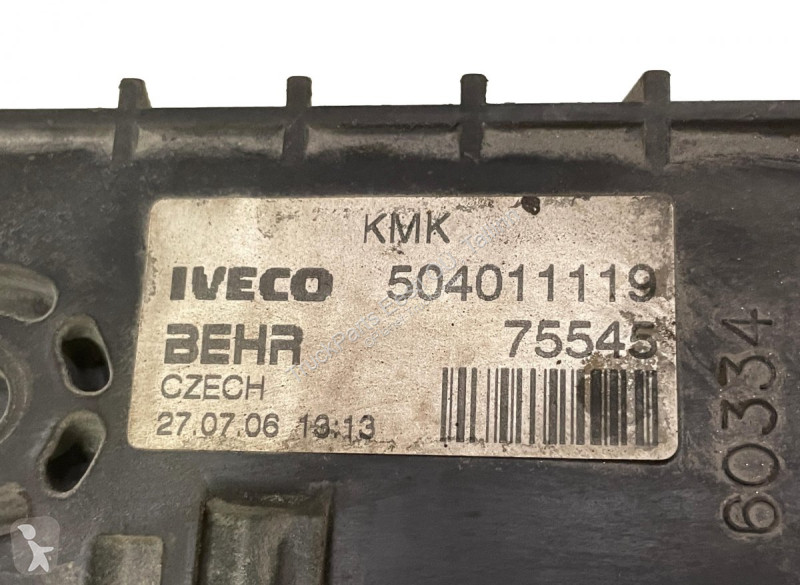 KMK
IVECO 504011119
BEHR 75545
CZECH
27.07.06 13:13
60334